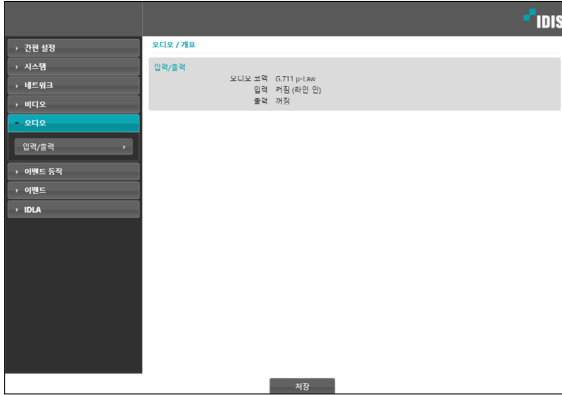 IDIS
간편 설정
시스템
네트워크
비디오
오디오
입력/출력
이벤트 동작
이벤트
IDLA
오디오 / 개요
입력/출력
오디오 코덱 G.711 μ-Law
입력 켜짐 (라인-인)
출력 꺼짐
저장